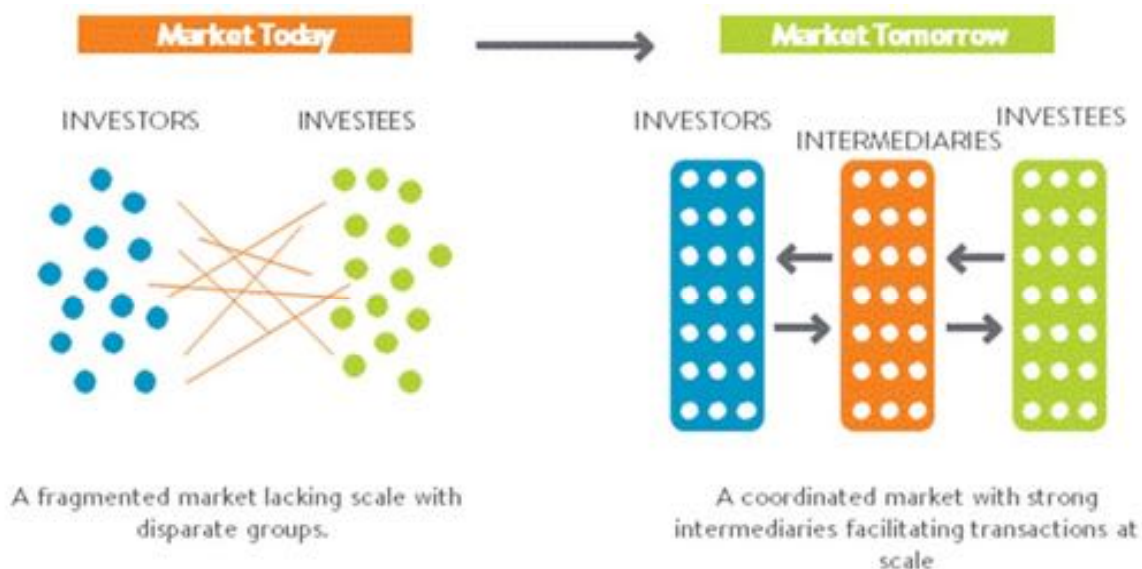 Market Today
Market Tomorrow
INVESTORS
INVESTEES
INVESTORS
INTERMEDIARIES
INVESTEES
A fragmented market lacking scale with
disparate groups.
A coordinated market with strong
intermediaries facilitating transactions at
scale